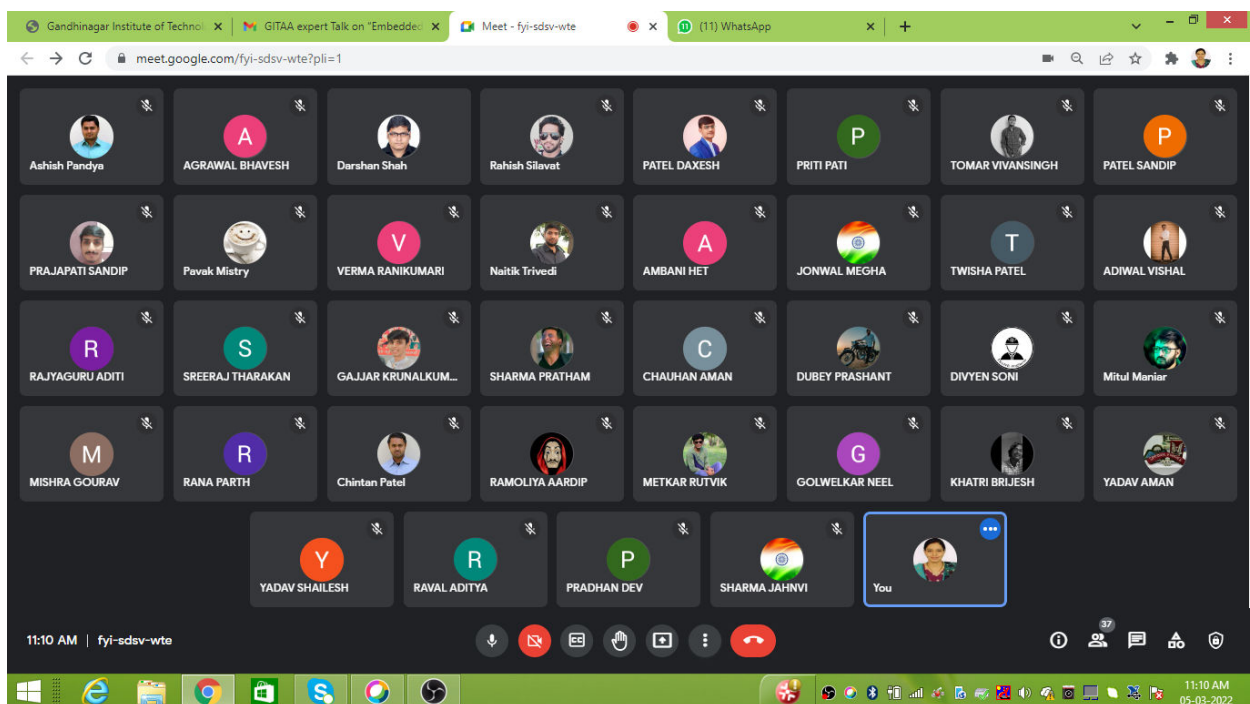 Gandhinagar Institute of Technol
GITAA expert Talk on "Embedded
Meet - fyi-sdsv-wte
(11) WhatsApp
meet.google.com/fyi-sdsv-wte?pli=1
A P P
Ashish Pandya AGRAWAL BHAVESH Darshan Shah Rahish Silavat PATEL DAXESH PRITI PATI TOMAR VIVANSINGH PATEL SANDIP
V A T
PRAJAPATI SANDIP Pavak Mistry VERMA RANIKUMARI Naitik Trivedi AMBANI HET JONWAL MEGHA TWISHA PATEL ADIWAL VISHAL
R S C
RAJYAGURU ADITI SREERAJ THARAKAN GAJJAR KRUNALKUM... SHARMA PRATHAM CHAUHAN AMAN DUBEY PRASHANT DIVYEN SONI Mitul Maniar
M R G
MISHRA GOURAV RANA PARTH Chintan Patel RAMOLIYA AARDIP METKAR RUTVIK GOLWELKAR NEEL KHATRI BRIJESH YADAV AMAN
Y R P
YADAV SHAILESH RAVAL ADITYA PRADHAN DEV SHARMA JAHNVI You
11:10 AM | fyi-sdsv-wte
CC
37
11:10 AM
05-03-2022